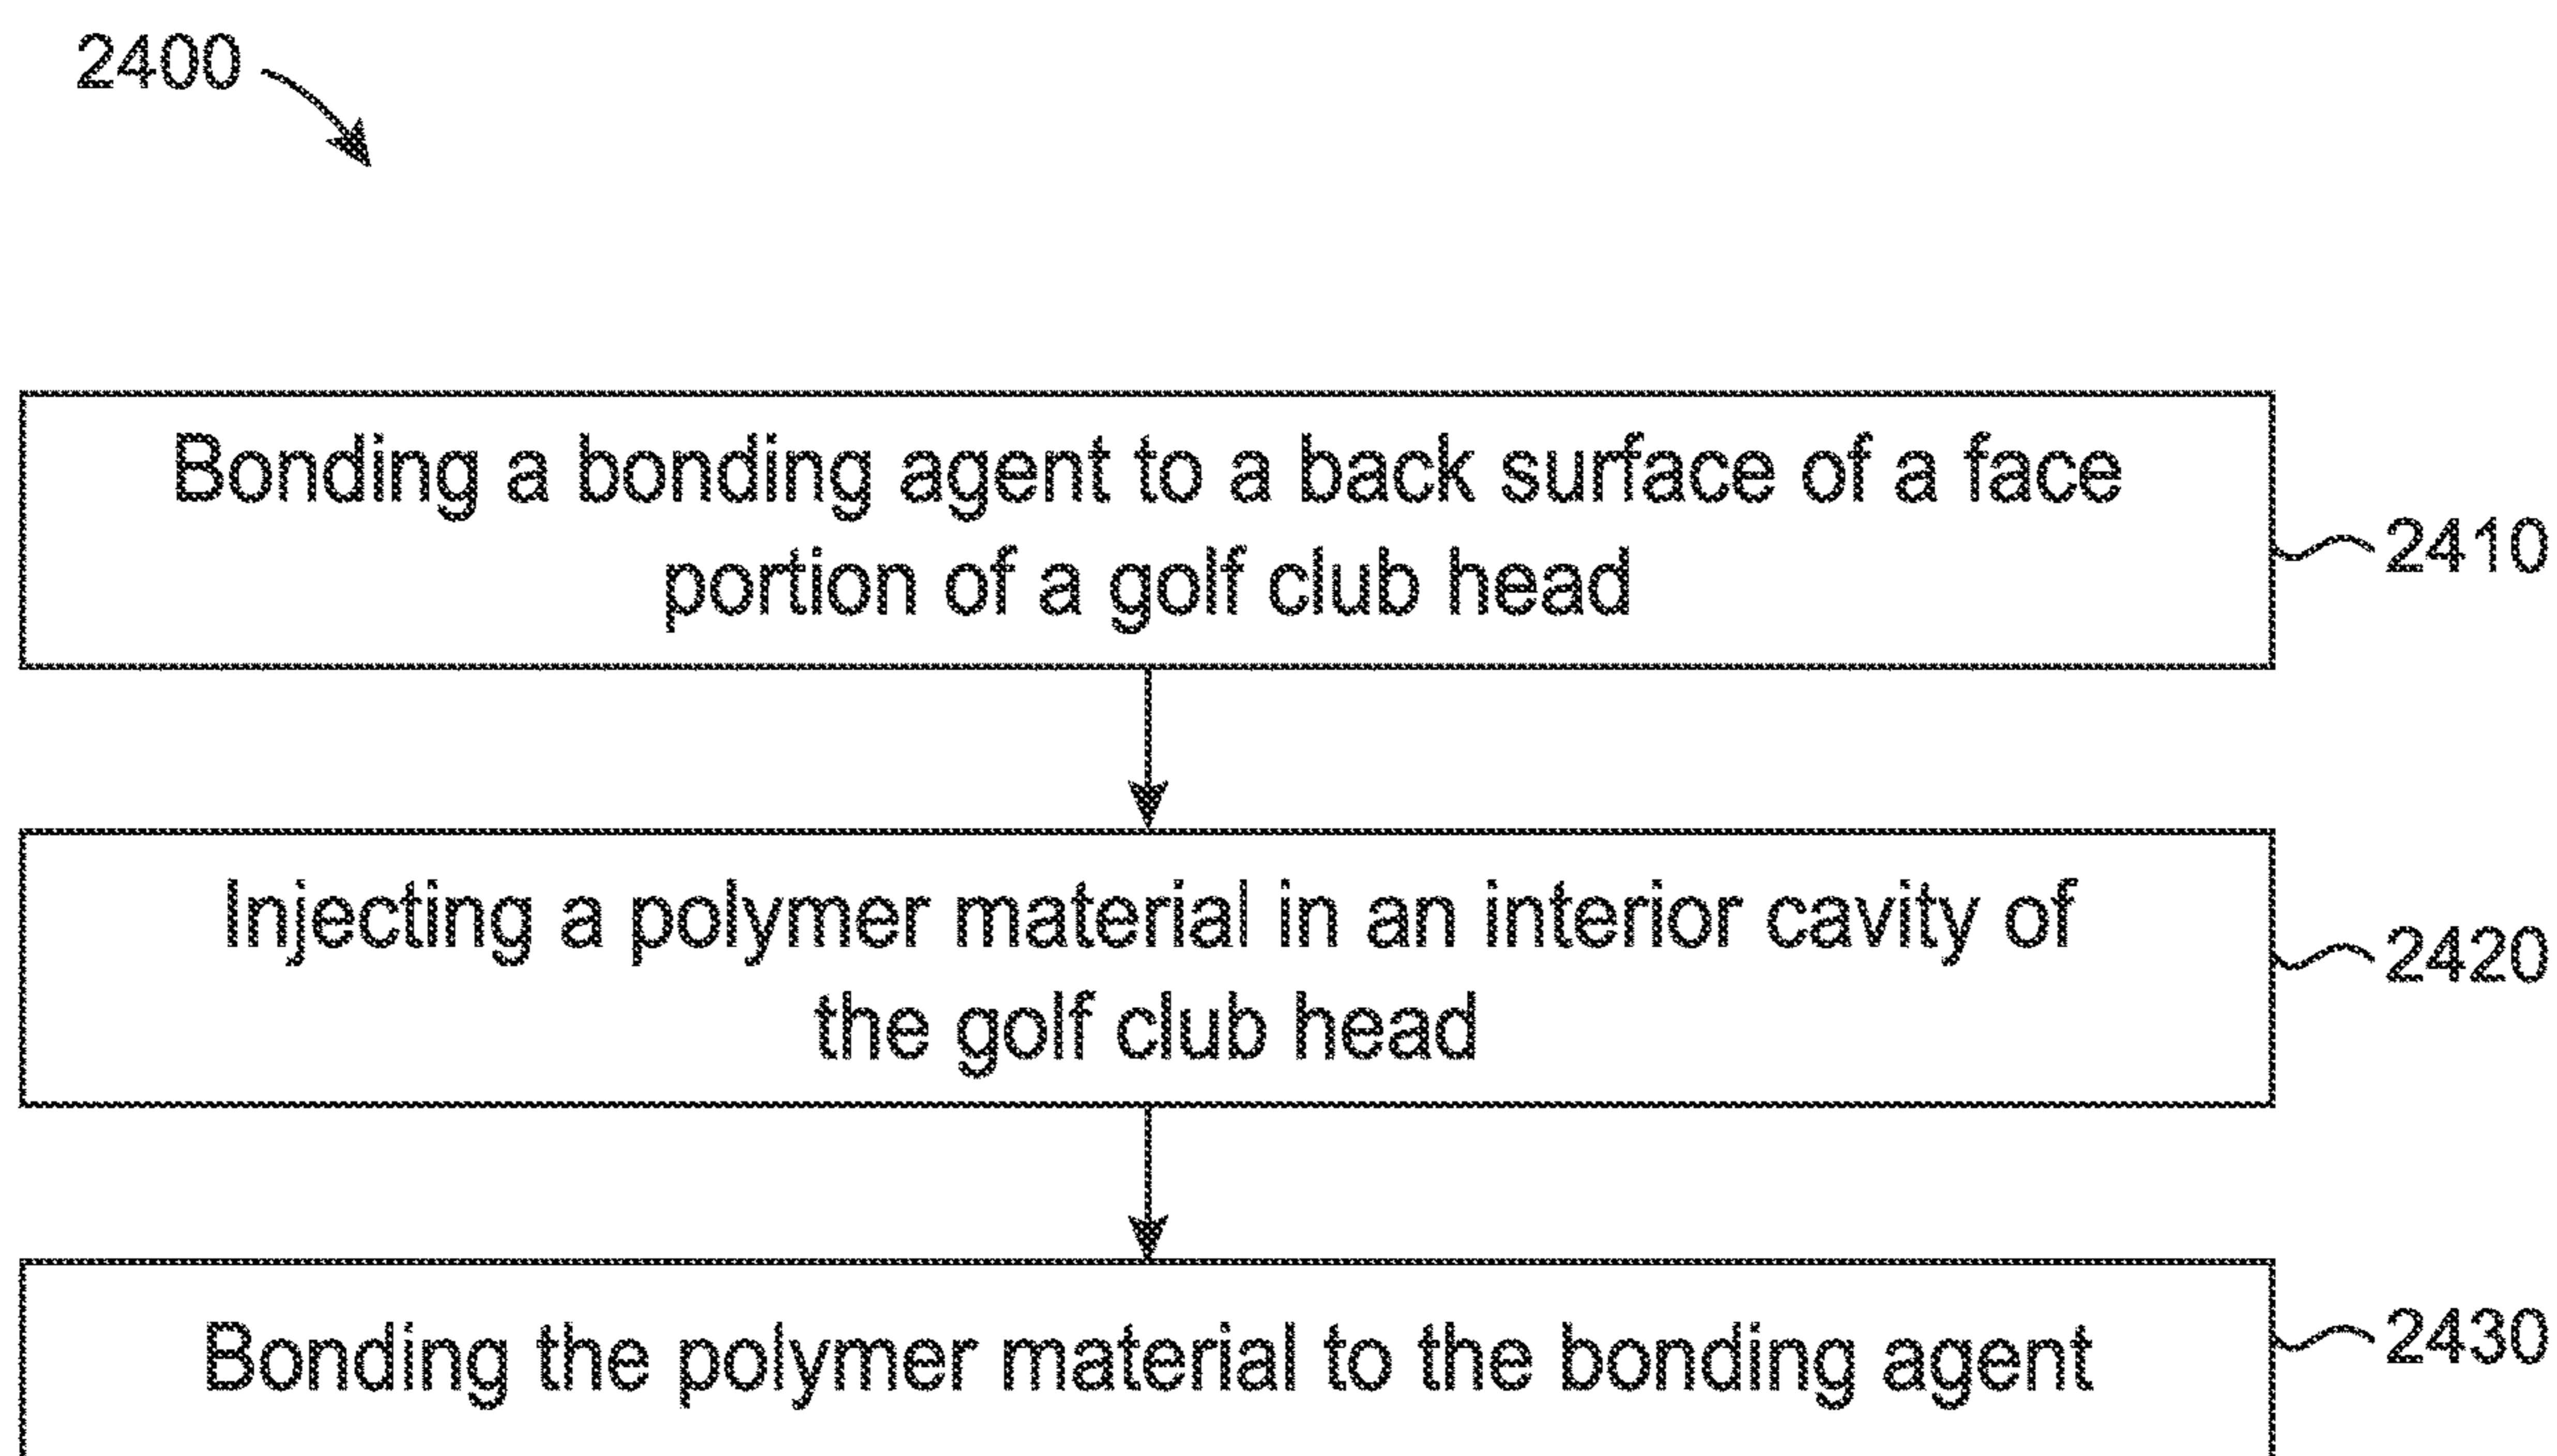 2400
Bonding a bonding agent to a back surface of a face
portion of a golf club head
2410
Injecting a polymer material in an interior cavity of
the golf club head
2420
Bonding the polymer material to the bonding agent
2430